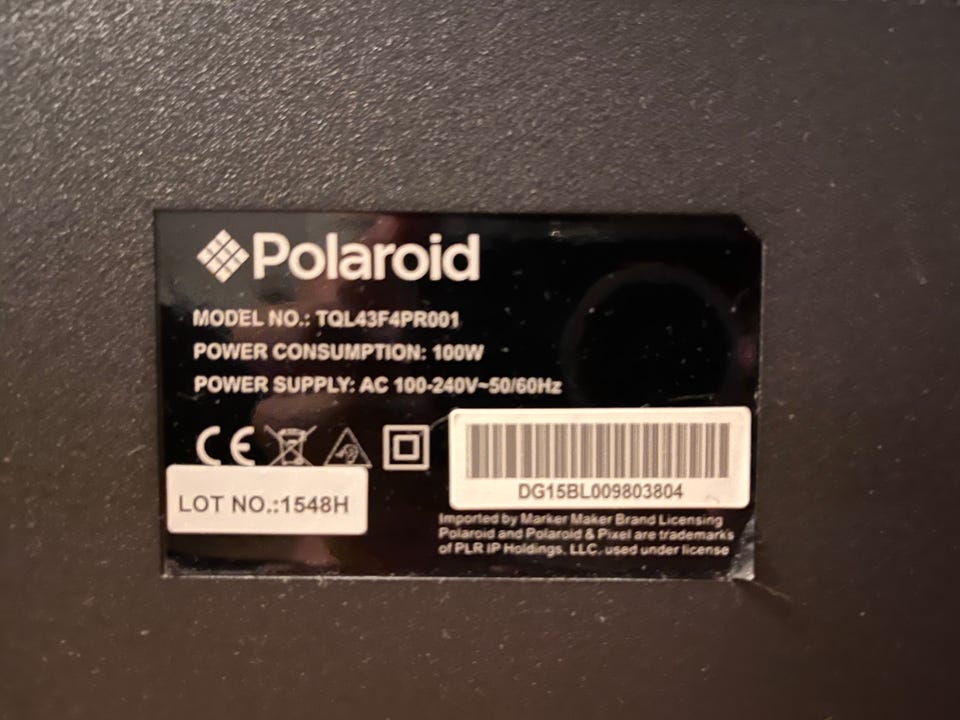 Polaroid
MODEL NO.: TQL43F4PR001
POWER CONSUMPTION: 100W
POWER SUPPLY: AC 100-240V~50/60Hz
CE
LOT NO.:1548H
DG15BL009803804
Imported by Marker Maker Brand Licensing
Polaroid and Polaroid & Pixel are trademarks
of PLR IP Holdings, LLC, used under license